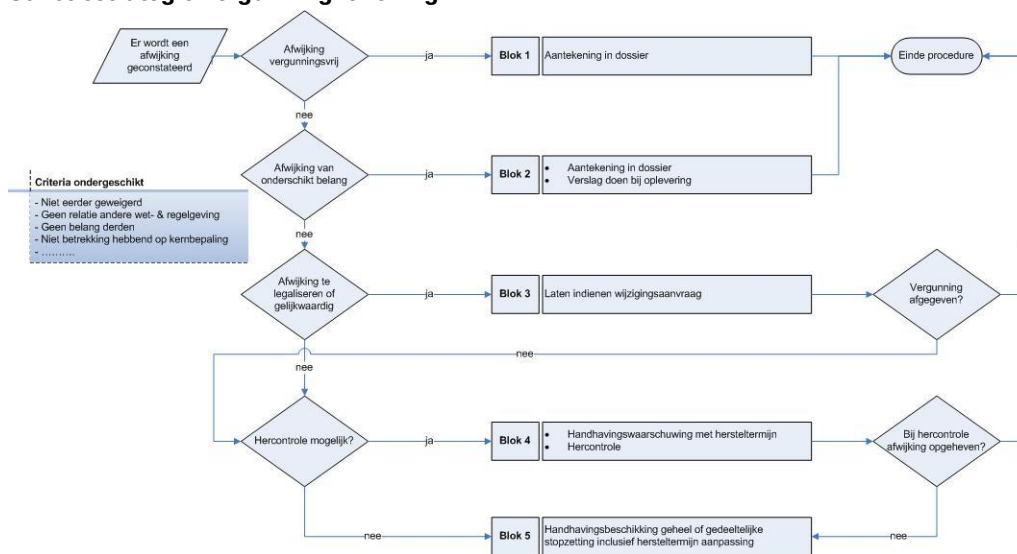 Er wordt een
afwijking
geconstateerd
Afwijking
vergunningsvrij
ja
Blok 1
Aantekening in dossier
Einde procedure
nee
Afwijking van
onderschikt belang
ja
Blok 2
• Aantekening in dossier
• Verslag doen bij oplevering
Criteria ondergeschikt
- Niet eerder geweigerd
- Geen relatie andere wet- & regelgeving
- Geen belang derden
- Niet betrekking hebbend op kernbepaling
- ..........
nee
Afwijking te
legaliseren of
gelijkwaardig
ja
Blok 3
Laten indienen wijzigingsaanvraag
Vergunning
afgegeven?
nee
nee
Hercontrole mogelijk?
ja
Blok 4
• Handhavingswaarschuwing met hersteltermijn
• Hercontrole
Bij hercontrole
afwijking opgeheven?
nee
Blok 5
Handhavingsbeschikking geheel of gedeeltelijke
stopzetting inclusief hersteltermijn aanpassing
nee